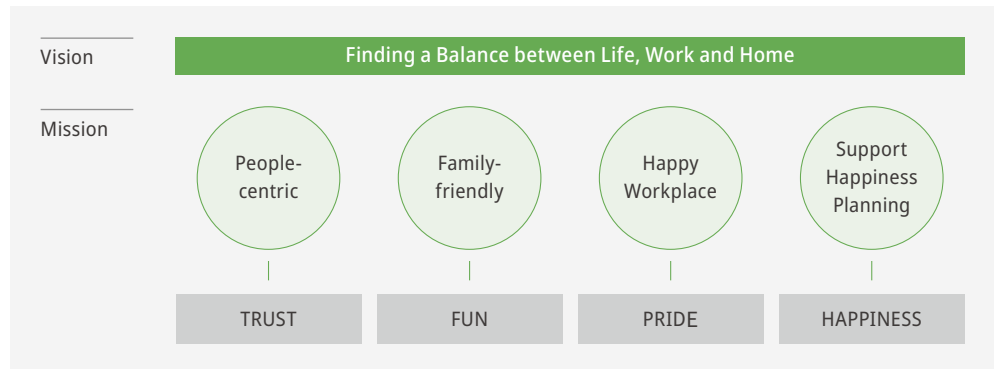 Vision
Finding a Balance between Life, Work and Home
Mission
People-
centric
Family-
friendly
Happy
Workplace
Support
Happiness
Planning
TRUST
FUN
PRIDE
HAPPINESS